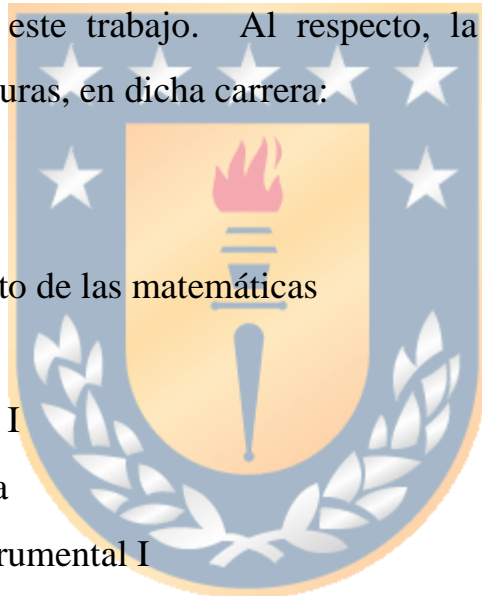 este trabajo. Al respecto, la
uras, en dicha carrera:
to de las matemáticas
I
a
rumental I